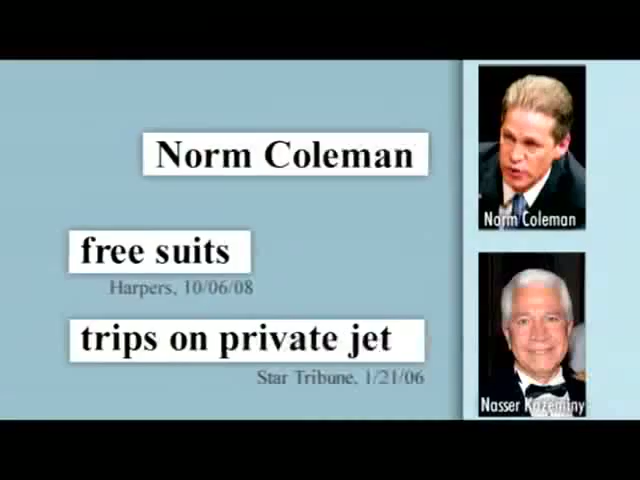 Norm Coleman
free suits
Harpers, 10/06/08
trips on private jet
Star Tribune, 1/21/06
Norm Coleman
Nasser Kazeminy